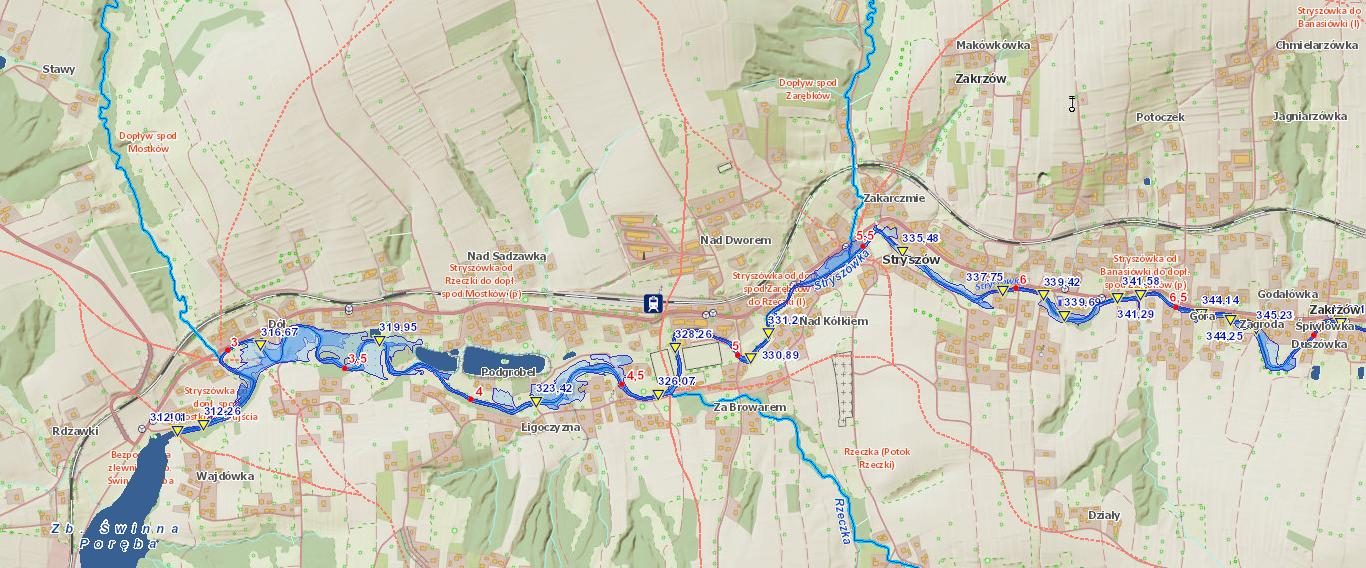 Stryszówka do
Banasiówki (l)
Makówkówka
Chmielarzówka
Stawy
Zakrzów
Dopływ spod
Zarębków
Potoczek
Jagniarzówka
Dopływ spod
Mostków
Zakarczmie
5,5
335,48
Nad Dworem
Nad Sadzawką
Stryszówka
Stryszów
Stryszówka od
Rzeczki do dopł.
spod Mostków (p)
Stryszówka od do
spod Zarębków
do Rzeczki (l)
Stryszówka od
Banasiówki do dopł.
spod Zarębków (p)
337,75
6
339,42
339,69
341,58
341,29
6,5
344,14
344,25
Góra
Zagroda
345,23
Godałówka
Zakrzów
Śpiwlówka
Duszówka
Dół
316,67
3
319,95
3,5
328,26
331,2
Nad Kółkiem
5
330,89
Podgrobel
4,5
323,42
326,07
4
Za Browarem
Ligoczyzna
312,01
312,26
Rdzawki
Wajdówka
Rzeczka (Potok
Rzeczki)
Rzeczka
Działy
Zb. Świnna
Poręba